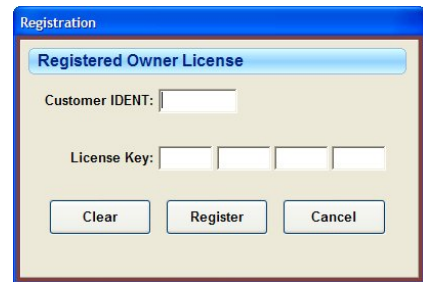 Registration
Registered Owner License
Customer IDENT:
License Key:
Clear Register Cancel